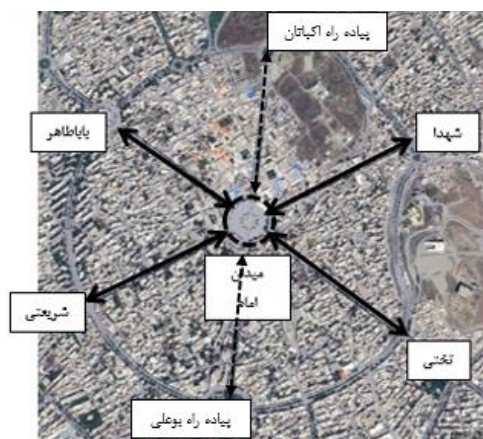 پیاده راه اکباتان
شهدا
باباطاهر
میدان
امام
شریعتی
تختی
پیاده راه بوعلی